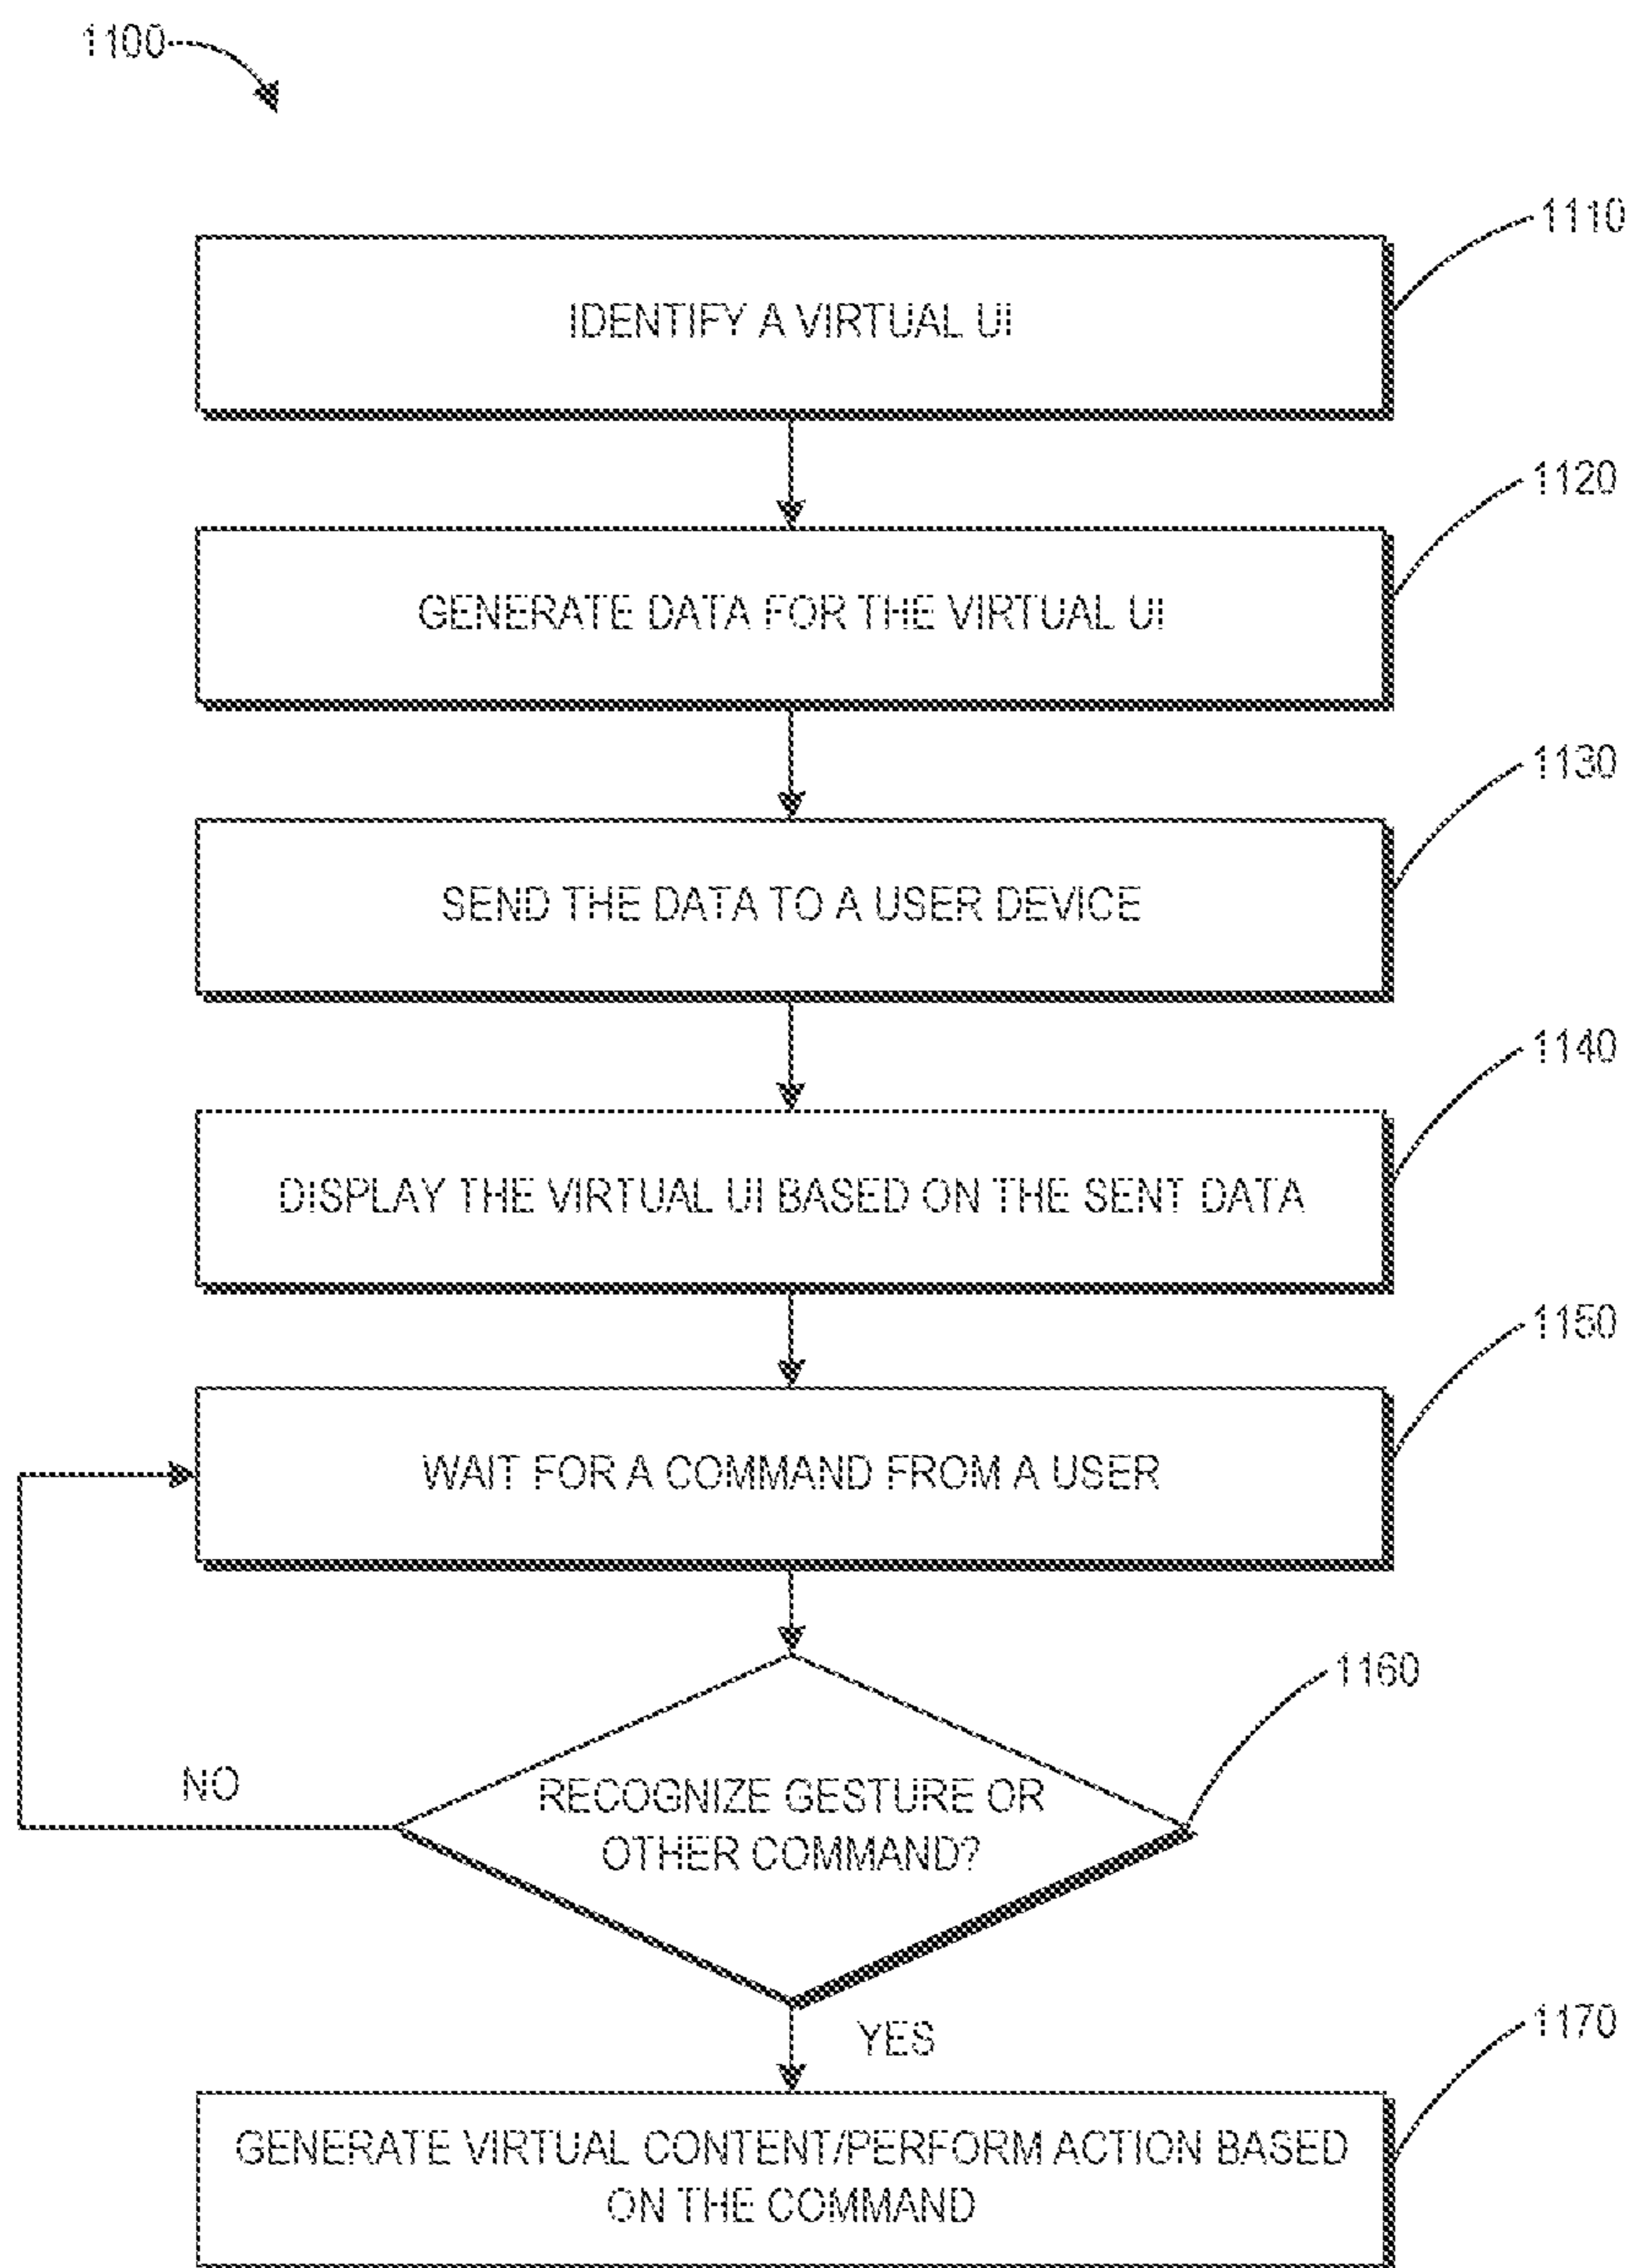 1100
1110
IDENTIFY A VIRTUAL UI
1120
GENERATE DATA FOR THE VIRTUAL UI
1130
SEND THE DATA TO A USER DEVICE
1140
DISPLAY THE VIRTUAL UI BASED ON THE SENT DATA
1150
WAIT FOR A COMMAND FROM A USER
1160
NO
RECOGNIZE GESTURE OR
OTHER COMMAND?
YES
1170
GENERATE VIRTUAL CONTENT/PERFORM ACTION BASED
ON THE COMMAND